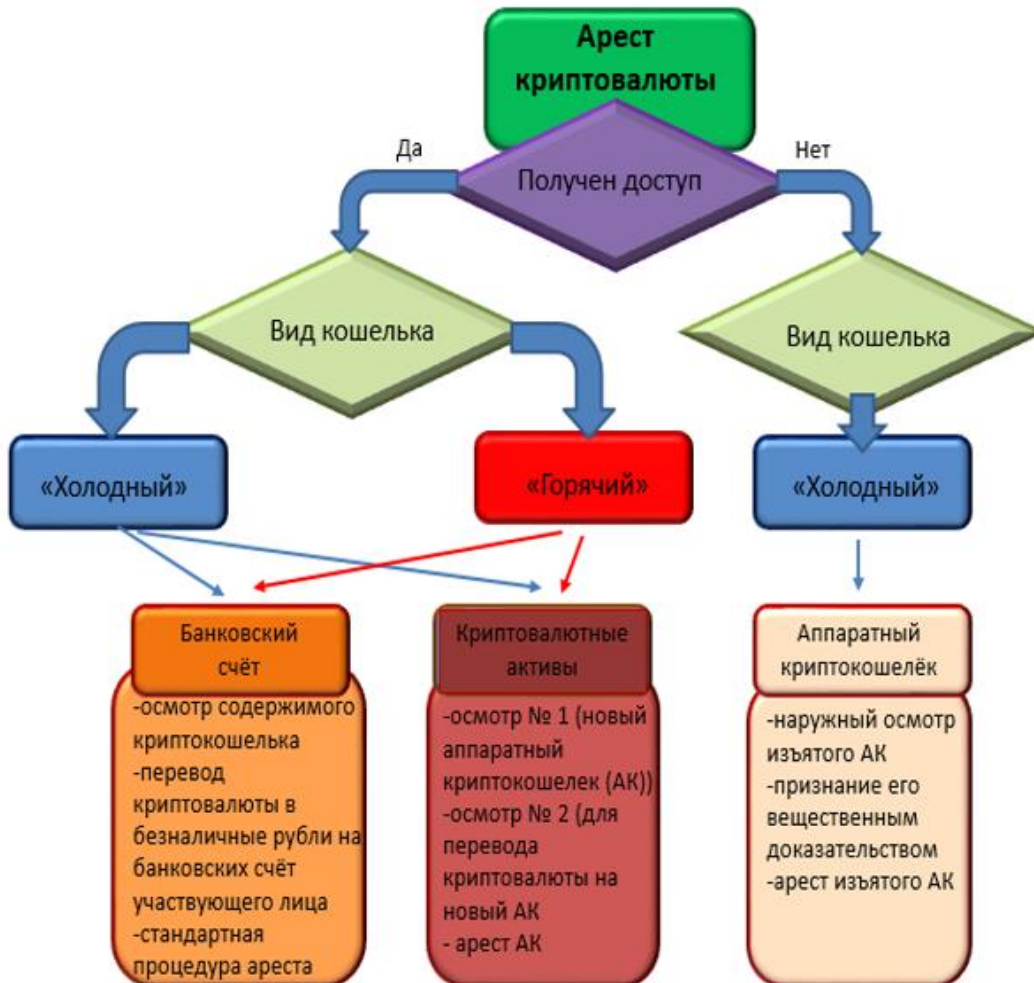 Арест
криптовалюты
Да
Нет
Получен доступ
Вид кошелька
Вид кошелька
«Холодный»
«Горячий»
«Холодный»
Банковский
счёт
-осмотр содержимого
криптокошелька
-перевод
криптовалюты в
безналичные рубли на
банковских счёт
участвующего лица
-стандартная
процедура ареста
Криптовалютные
активы
-осмотр № 1 (новый
аппаратный
криптокошелек (АК))
-осмотр № 2 (для
перевода
криптовалюты на
новый АК
- арест АК
Аппаратный
криптокошелёк
-наружный осмотр
изъятого АК
-признание его
вещественным
доказательством
-арест изъятого АК